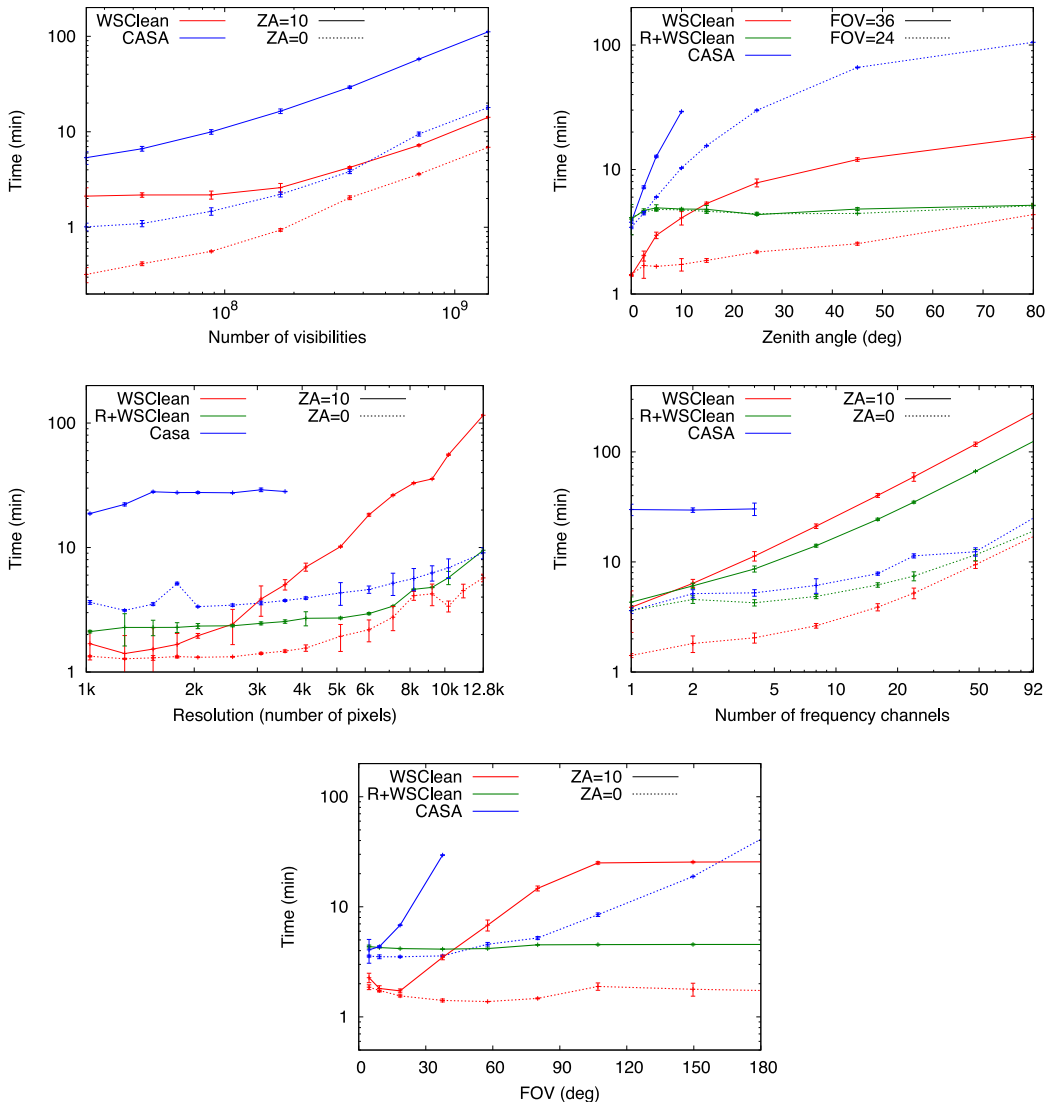 WSClean ZA=10
CASA ZA=0
100
10
1
Time (min)
10^8 10^9
Number of visibilities
WSClean FOV=36
R+WSClean FOV=24
CASA
100
10
1
Time (min)
0 10 20 30 40 50 60 70 80
Zenith angle (deg)
WSClean ZA=10
R+WSClean ZA=0
Casa
100
10
1
Time (min)
1k 2k 3k 4k 5k 6k 8k 10k 12.8k
Resolution (number of pixels)
WSClean ZA=10
R+WSClean ZA=0
CASA
100
10
1
Time (min)
1 2 5 10 20 50 92
Number of frequency channels
WSClean ZA=10
R+WSClean ZA=0
CASA
100
10
1
Time (min)
0 30 60 90 120 150 180
FOV (deg)